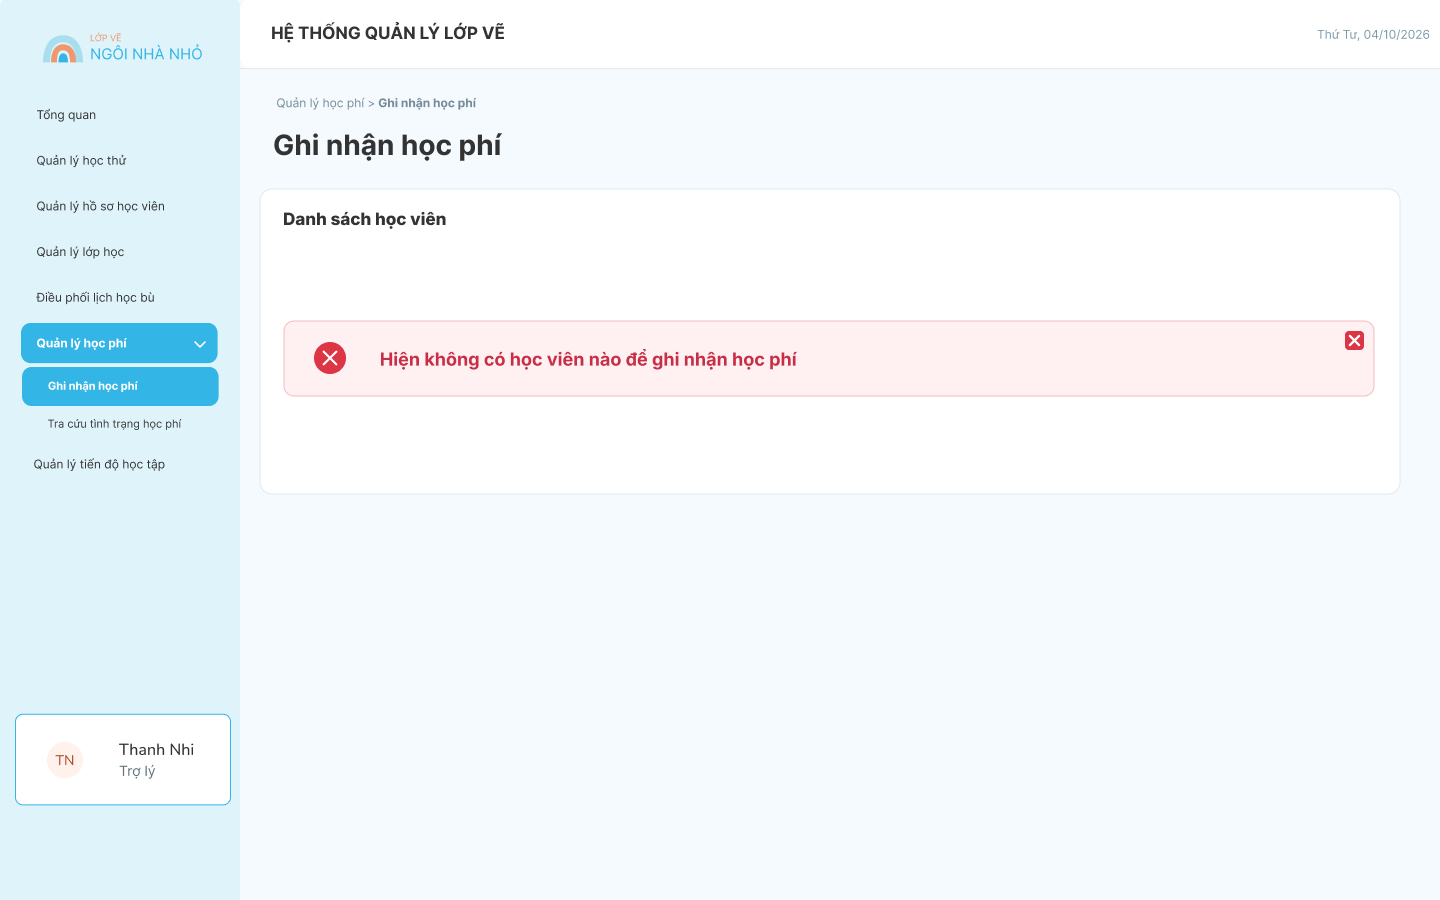 LỚP VẼ
NGÔI NHÀ NHỎ
Tổng quan
Quản lý học thử
Quản lý hồ sơ học viên
Quản lý lớp học
Điều phối lịch học bù
Quản lý học phí
Ghi nhận học phí
Tra cứu tình trạng học phí
Quản lý tiến độ học tập
TN
Thanh Nhi
Trợ lý
HỆ THỐNG QUẢN LÝ LỚP VẼ
Thứ Tư, 04/10/2026
Quản lý học phí > Ghi nhận học phí
Ghi nhận học phí
Danh sách học viên
Hiện không có học viên nào để ghi nhận học phí